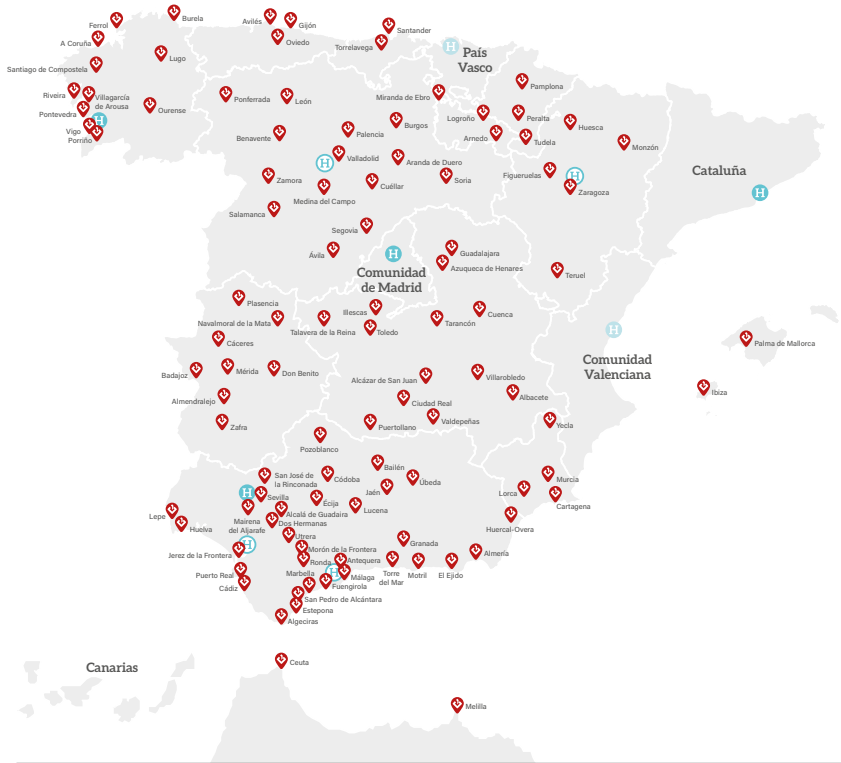 Burela
Avilés
Gijón
Ferrol
Santander
A Coruña
Oviedo
Torrelavega
H
País
Vasco
Lugo
Santiago de Compostela
Pamplona
Riveira
Villagarcía
de Arousa
Ponferrada
León
Miranda de Ebro
Ourense
Pontevedra
H
Logroño
Peralta
Huesca
Vigo
Porriño
Benavente
Palencia
Burgos
Arnedo
Tudela
Monzón
Valladolid
H
Aranda de Duero
Figueruelas
H
Cataluña
Zamora
Cuéllar
Soria
Zaragoza
H
Medina del Campo
Salamanca
Segovia
Ávila
H
Guadalajara
Azuqueca de Henares
Comunidad
de Madrid
Teruel
Plasencia
Illescas
Cuenca
Navalmoral de la Mata
Talavera de la Reina
Toledo
Tarancón
H
Cáceres
Palma de Mallorca
Comunidad
Valenciana
Badajoz
Mérida
Don Benito
Alcázar de San Juan
Villarobledo
Almendralejo
Ciudad Real
Albacete
Ibiza
Zafra
Puertollano
Valdepeñas
Yecla
Pozoblanco
Bailén
San José de
la Rinconada
Córdoba
Úbeda
Murcia
H
Sevilla
Jaén
Lorca
Cartagena
Écija
Lucena
Lepe
Mairena
del Aljarafe
Alcalá de Guadaira
Dos Hermanas
Huelva
Huercal-Overa
Utrera
Granada
H
Morón de la Frontera
Jerez de la Frontera
Almería
Ronda
Antequera
Puerto Real
Marbella
H
Málaga
Torre
del Mar
Motril
El Ejido
Cádiz
Fuengirola
San Pedro de Alcántara
Estepona
Algeciras
Canarias
Ceuta
Melilla